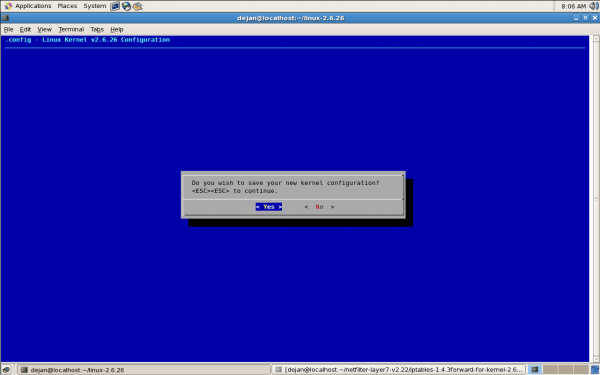 Applications Places System
8:06 AM
dejan@localhost:~/linux-2.6.26
File Edit View Terminal Tabs Help
.config - Linux Kernel v2.6.26 Configuration
Do you wish to save your new kernel configuration?
<ESC><ESC> to continue.
< Yes > < No >
dejan@localhost:~/linux-2.6.26
[dejan@localhost:~/netfilter-layer7-v2.22/iptables-1.4.3forward-for-kernel-2.6...